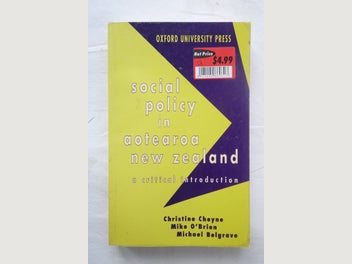 OXFORD UNIVERSITY PRESS
Hot Price
$4.99
social
policy
in
aotearoa
new zealand
a critical introduction
Christine Cheyne
Mike O'Brien
Michael Belgrave